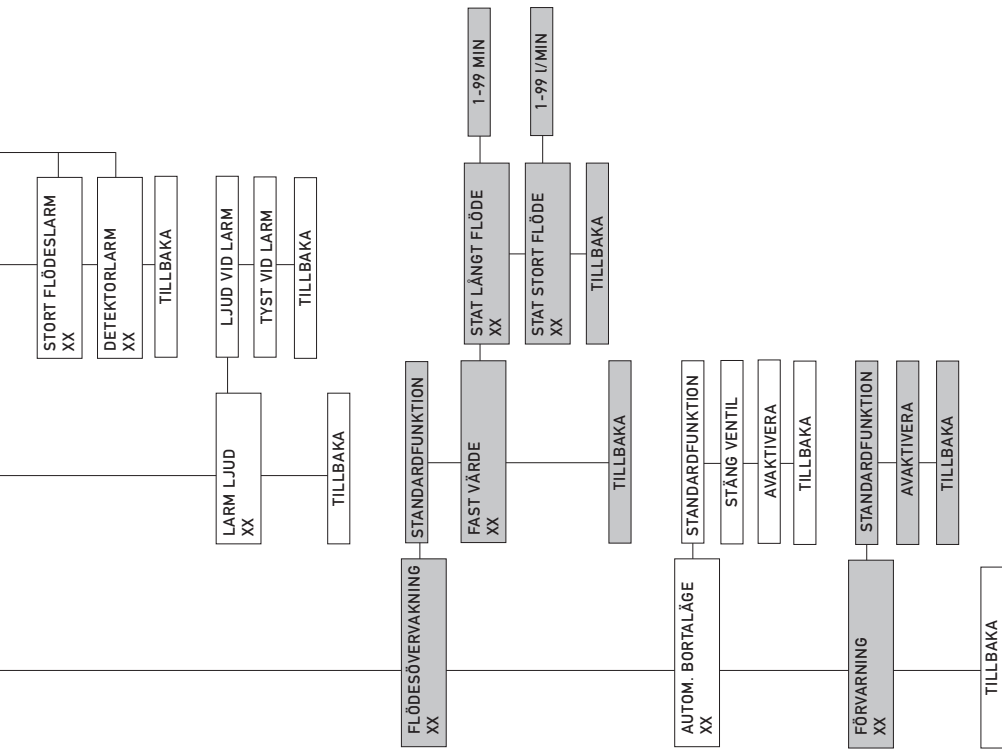 1-99 MIN
1-99 l/MIN
STORT FLÖDESLARM
XX
DETEKTORLARM
XX
TILLBAKA
LJUD VID LARM
TYST VID LARM
TILLBAKA
STAT LÅNGT FLÖDE
XX
STAT STORT FLÖDE
XX
TILLBAKA
LARM LJUD
XX
TILLBAKA
STANDARDFUNKTION
FAST VÄRDE
XX
TILLBAKA
STANDARDFUNKTION
STÄNG VENTIL
AVAKTIVERA
TILLBAKA
STANDARDFUNKTION
AVAKTIVERA
TILLBAKA
FLÖDESÖVERVAKNING
XX
AUTOM. BORTALÄGE
XX
FÖRVARNING
XX
TILLBAKA